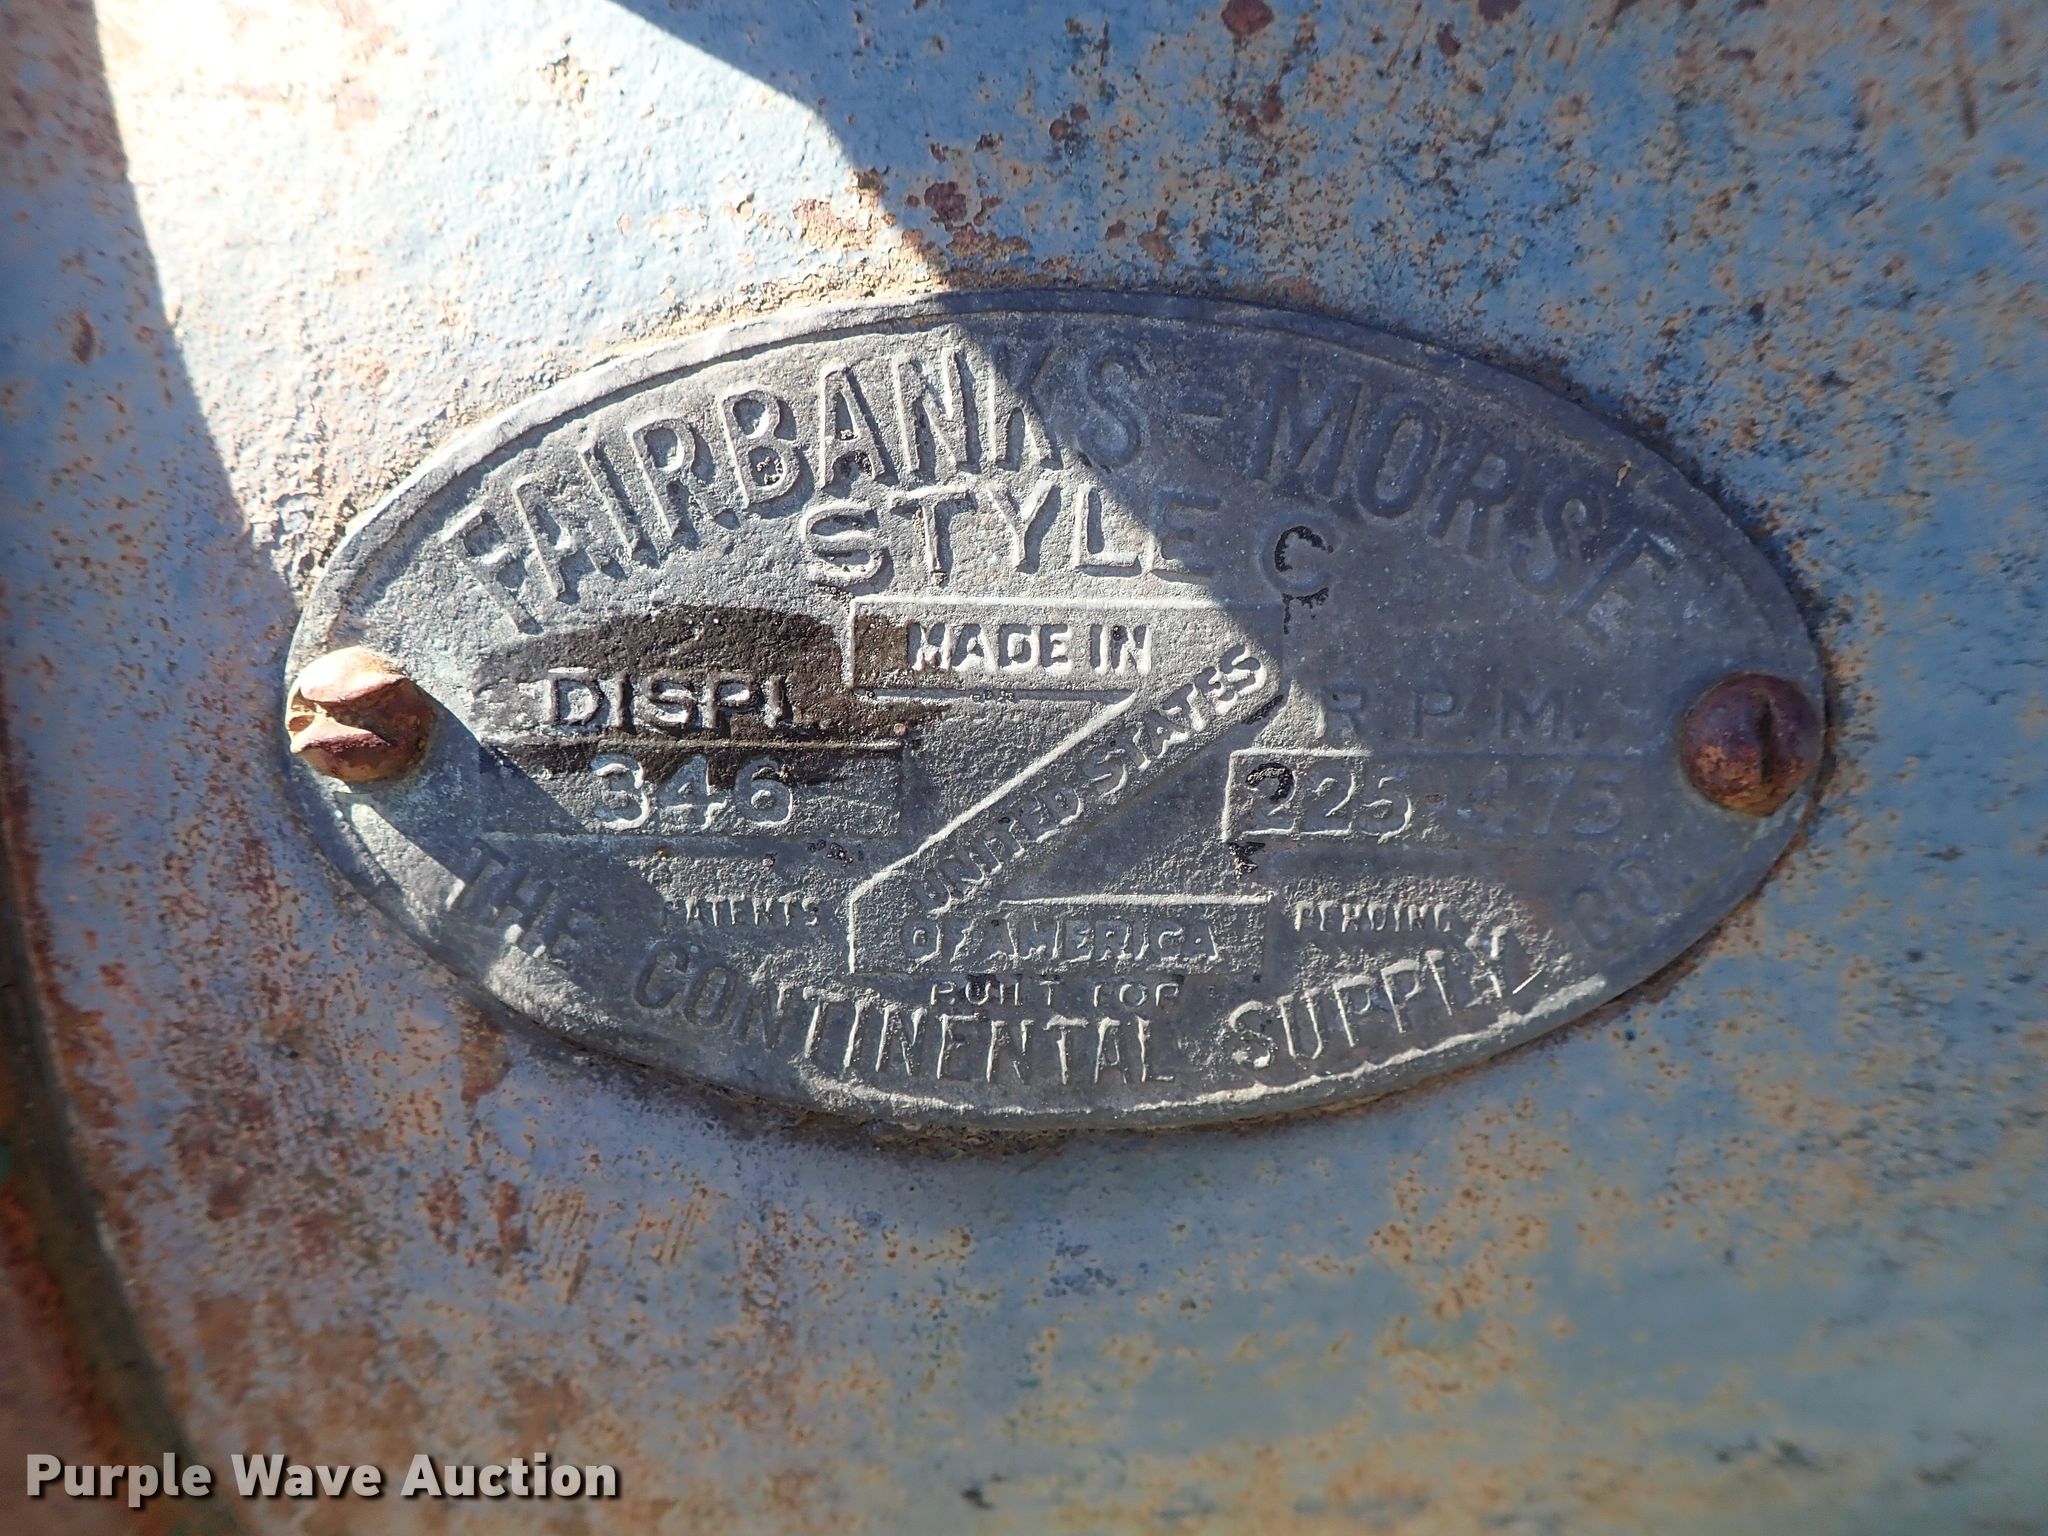 FAIRBANKS-MORSE
STYLE C
MADE IN
UNITED STATES
OF AMERICA
DISPL.
346
R.P.M.
225-475
PATENTS PENDING
BUILT FOR
THE CONTINENTAL SUPPLY CO.
Purple Wave Auction